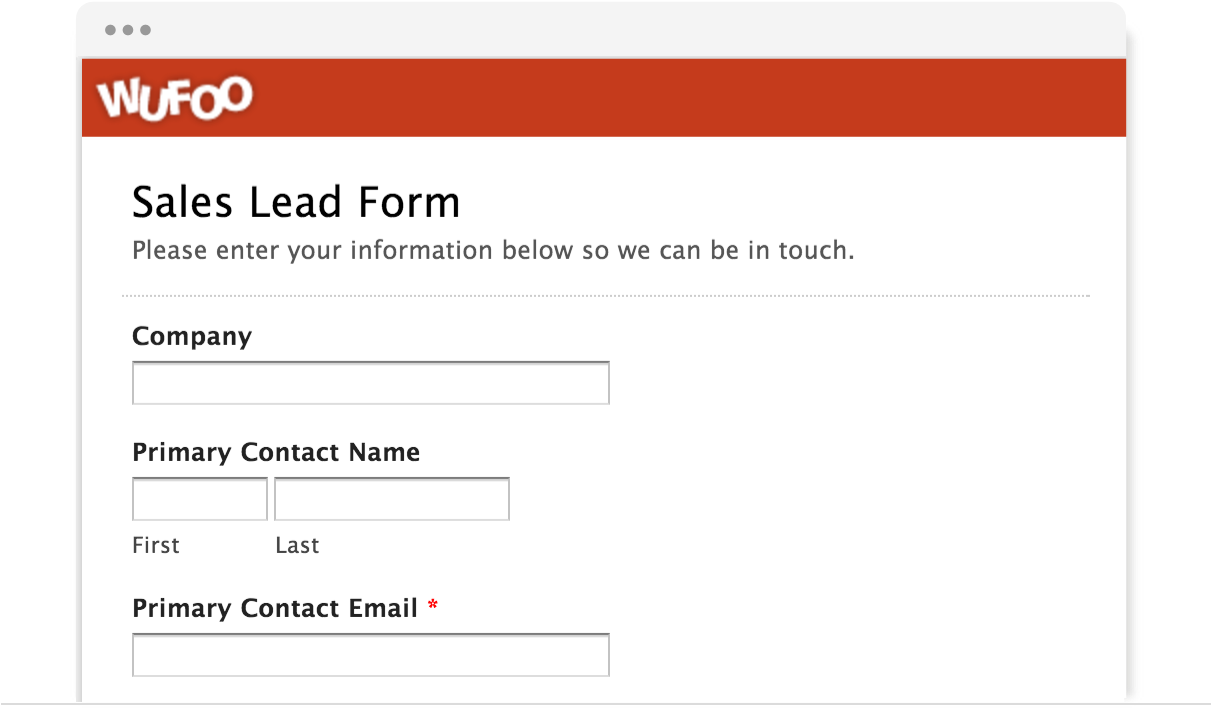 WUFOO
Sales Lead Form
Please enter your information below so we can be in touch.
Company
Primary Contact Name
First Last
Primary Contact Email *